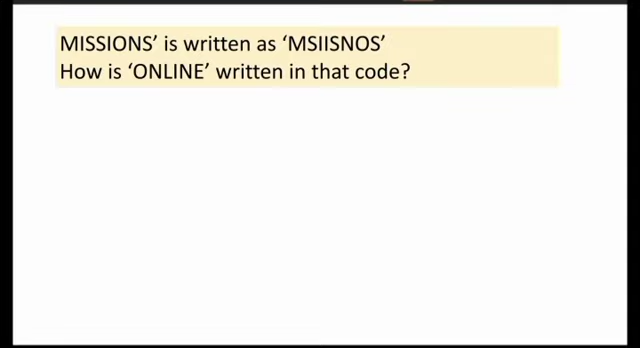 MISSIONS’ is written as ‘MSIISNOS’
How is ‘ONLINE’ written in that code?